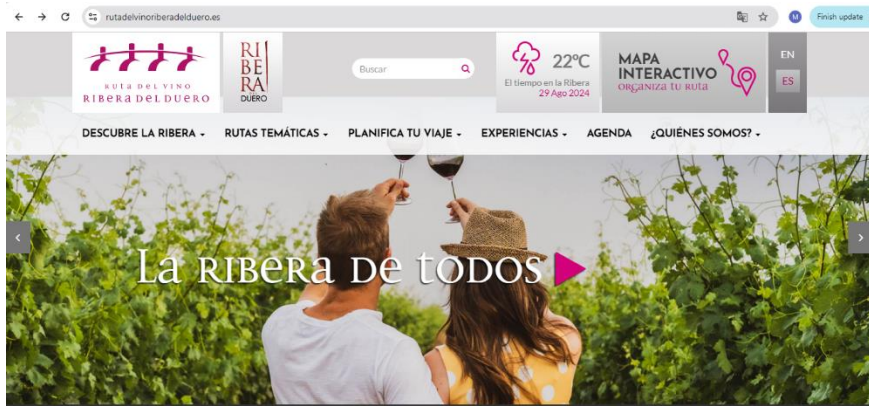 rutadelvinoriberadelduero.es
Finish update
RUTA DEL VINO
RIBERA DEL DUERO
RI
BE
RA
DUERO
Buscar
22ºC
El tiempo en la Ribera
29 Ago 2024
MAPA
INTERACTIVO
ORGANIZA TU RUTA
EN
ES
DESCUBRE LA RIBERA
RUTAS TEMÁTICAS
PLANIFICA TU VIAJE
EXPERIENCIAS
AGENDA
¿QUIÉNES SOMOS?
La RIBERA DE TODOS